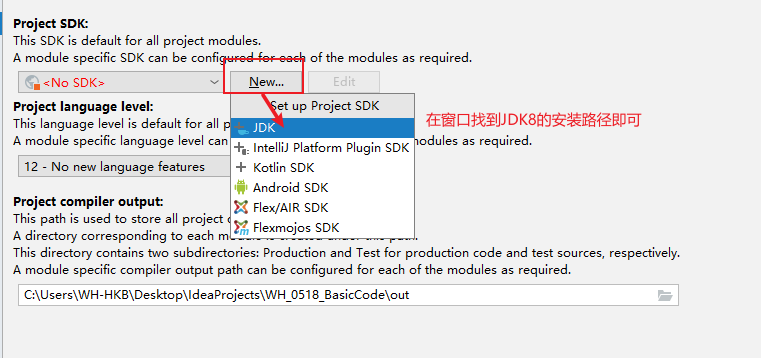 Project SDK:
This SDK is default for all project modules.
A module specific SDK can be configured for each of the modules as required.
<No SDK>
New...
Edit
Set up Project SDK
JDK
在窗口找到JDK8的安装路径即可
IntelliJ Platform Plugin SDK
Kotlin SDK
Android SDK
Flex/AIR SDK
Flexmojos SDK
Project language level:
This language level is default for all p
A module specific language level can
modules as required.
12 - No new language features
Project compiler output:
This path is used to store all project c
A directory corresponding to each module is created under this path.
This directory contains two subdirectories: Production and Test for production code and test sources, respectively.
A module specific compiler output path can be configured for each of the modules as required.
C:\Users\WH-HKB\Desktop\IdeaProjects\WH_0518_BasicCode\out